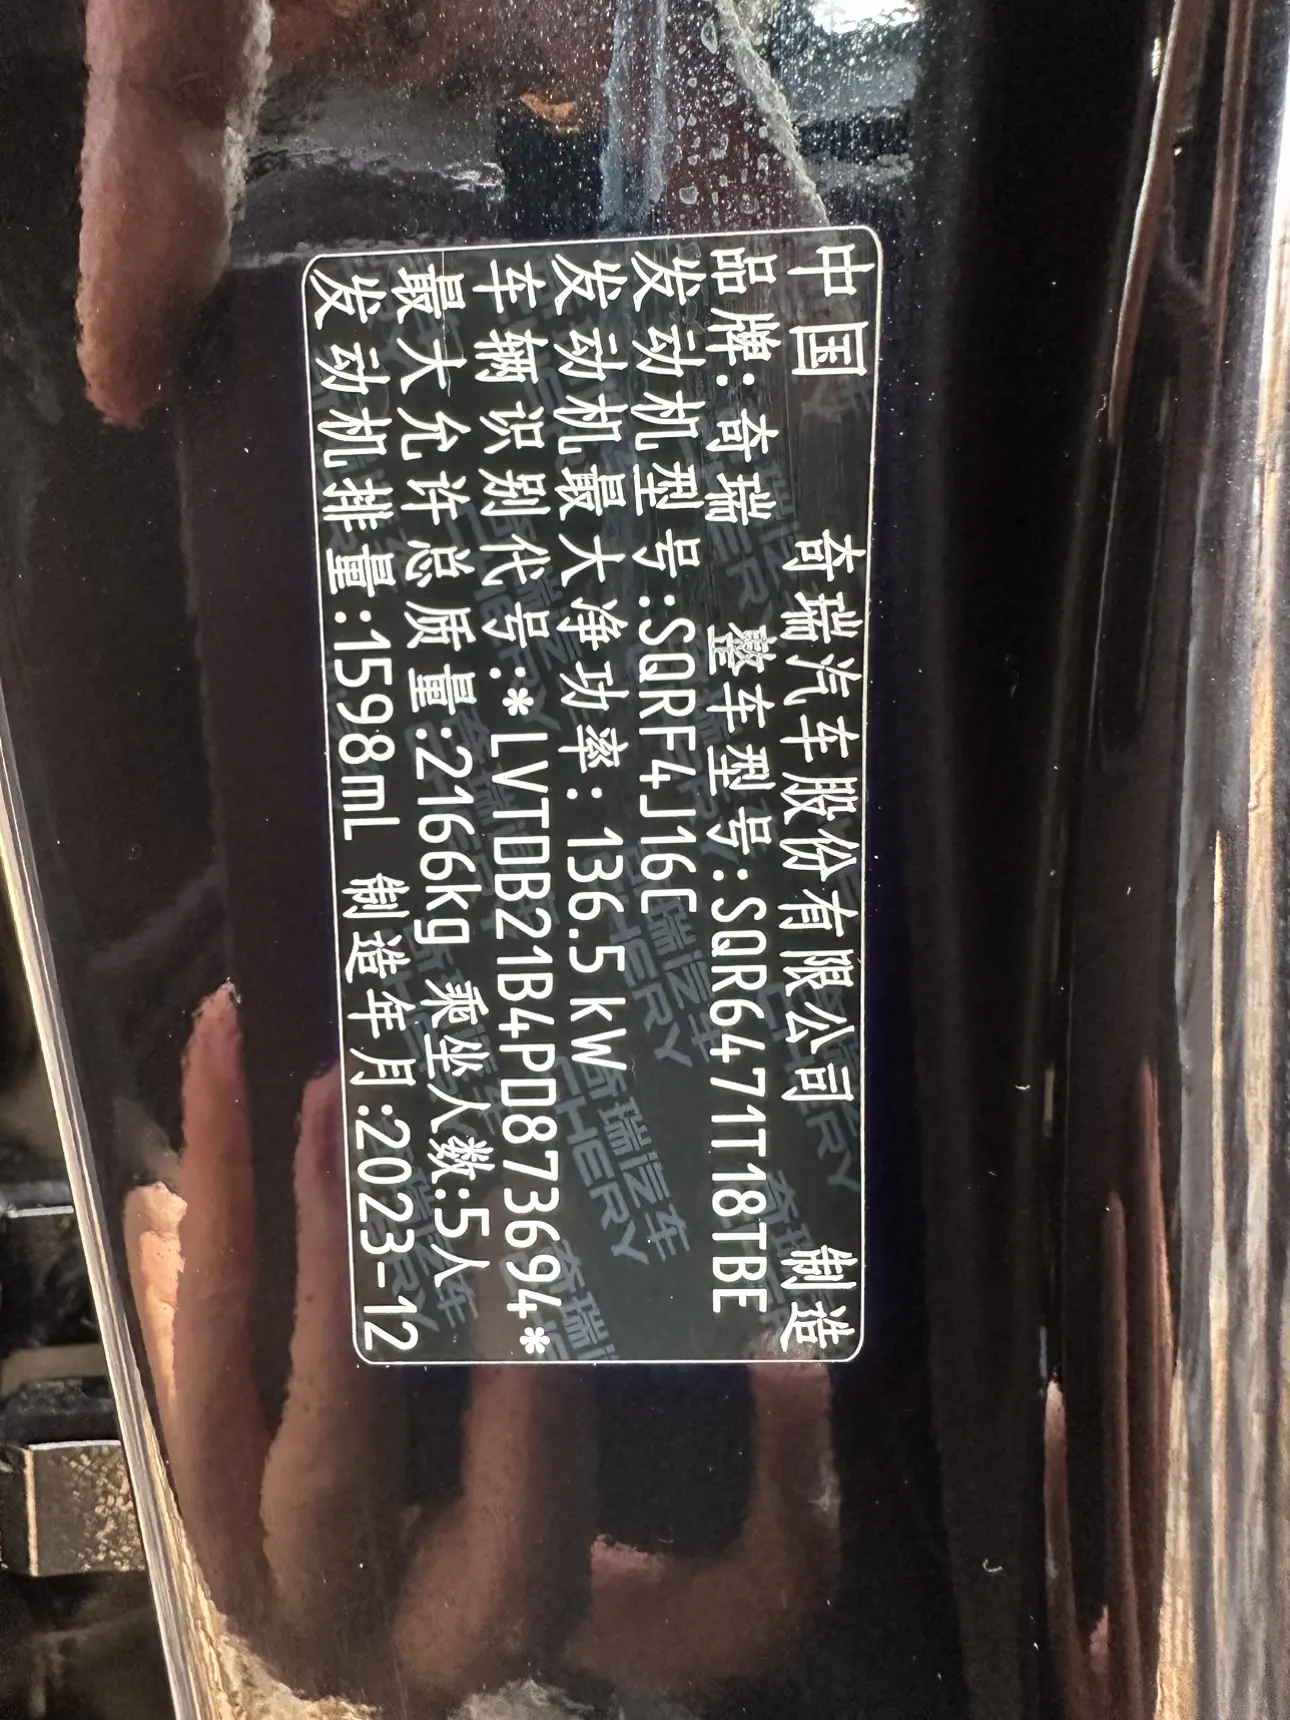 中国 奇瑞汽车股份有限公司 制造
品牌:奇瑞 整车型号:SQR6471T18TBE
发动机型号:SQRF4J16C
发动机最大净功率:136.5kW
车辆识别代号:*LVTDB21B4PD873694*
最大允许总质量:2166kg 乘坐人数:5人
发动机排量:1598mL 制造年月:2023-12